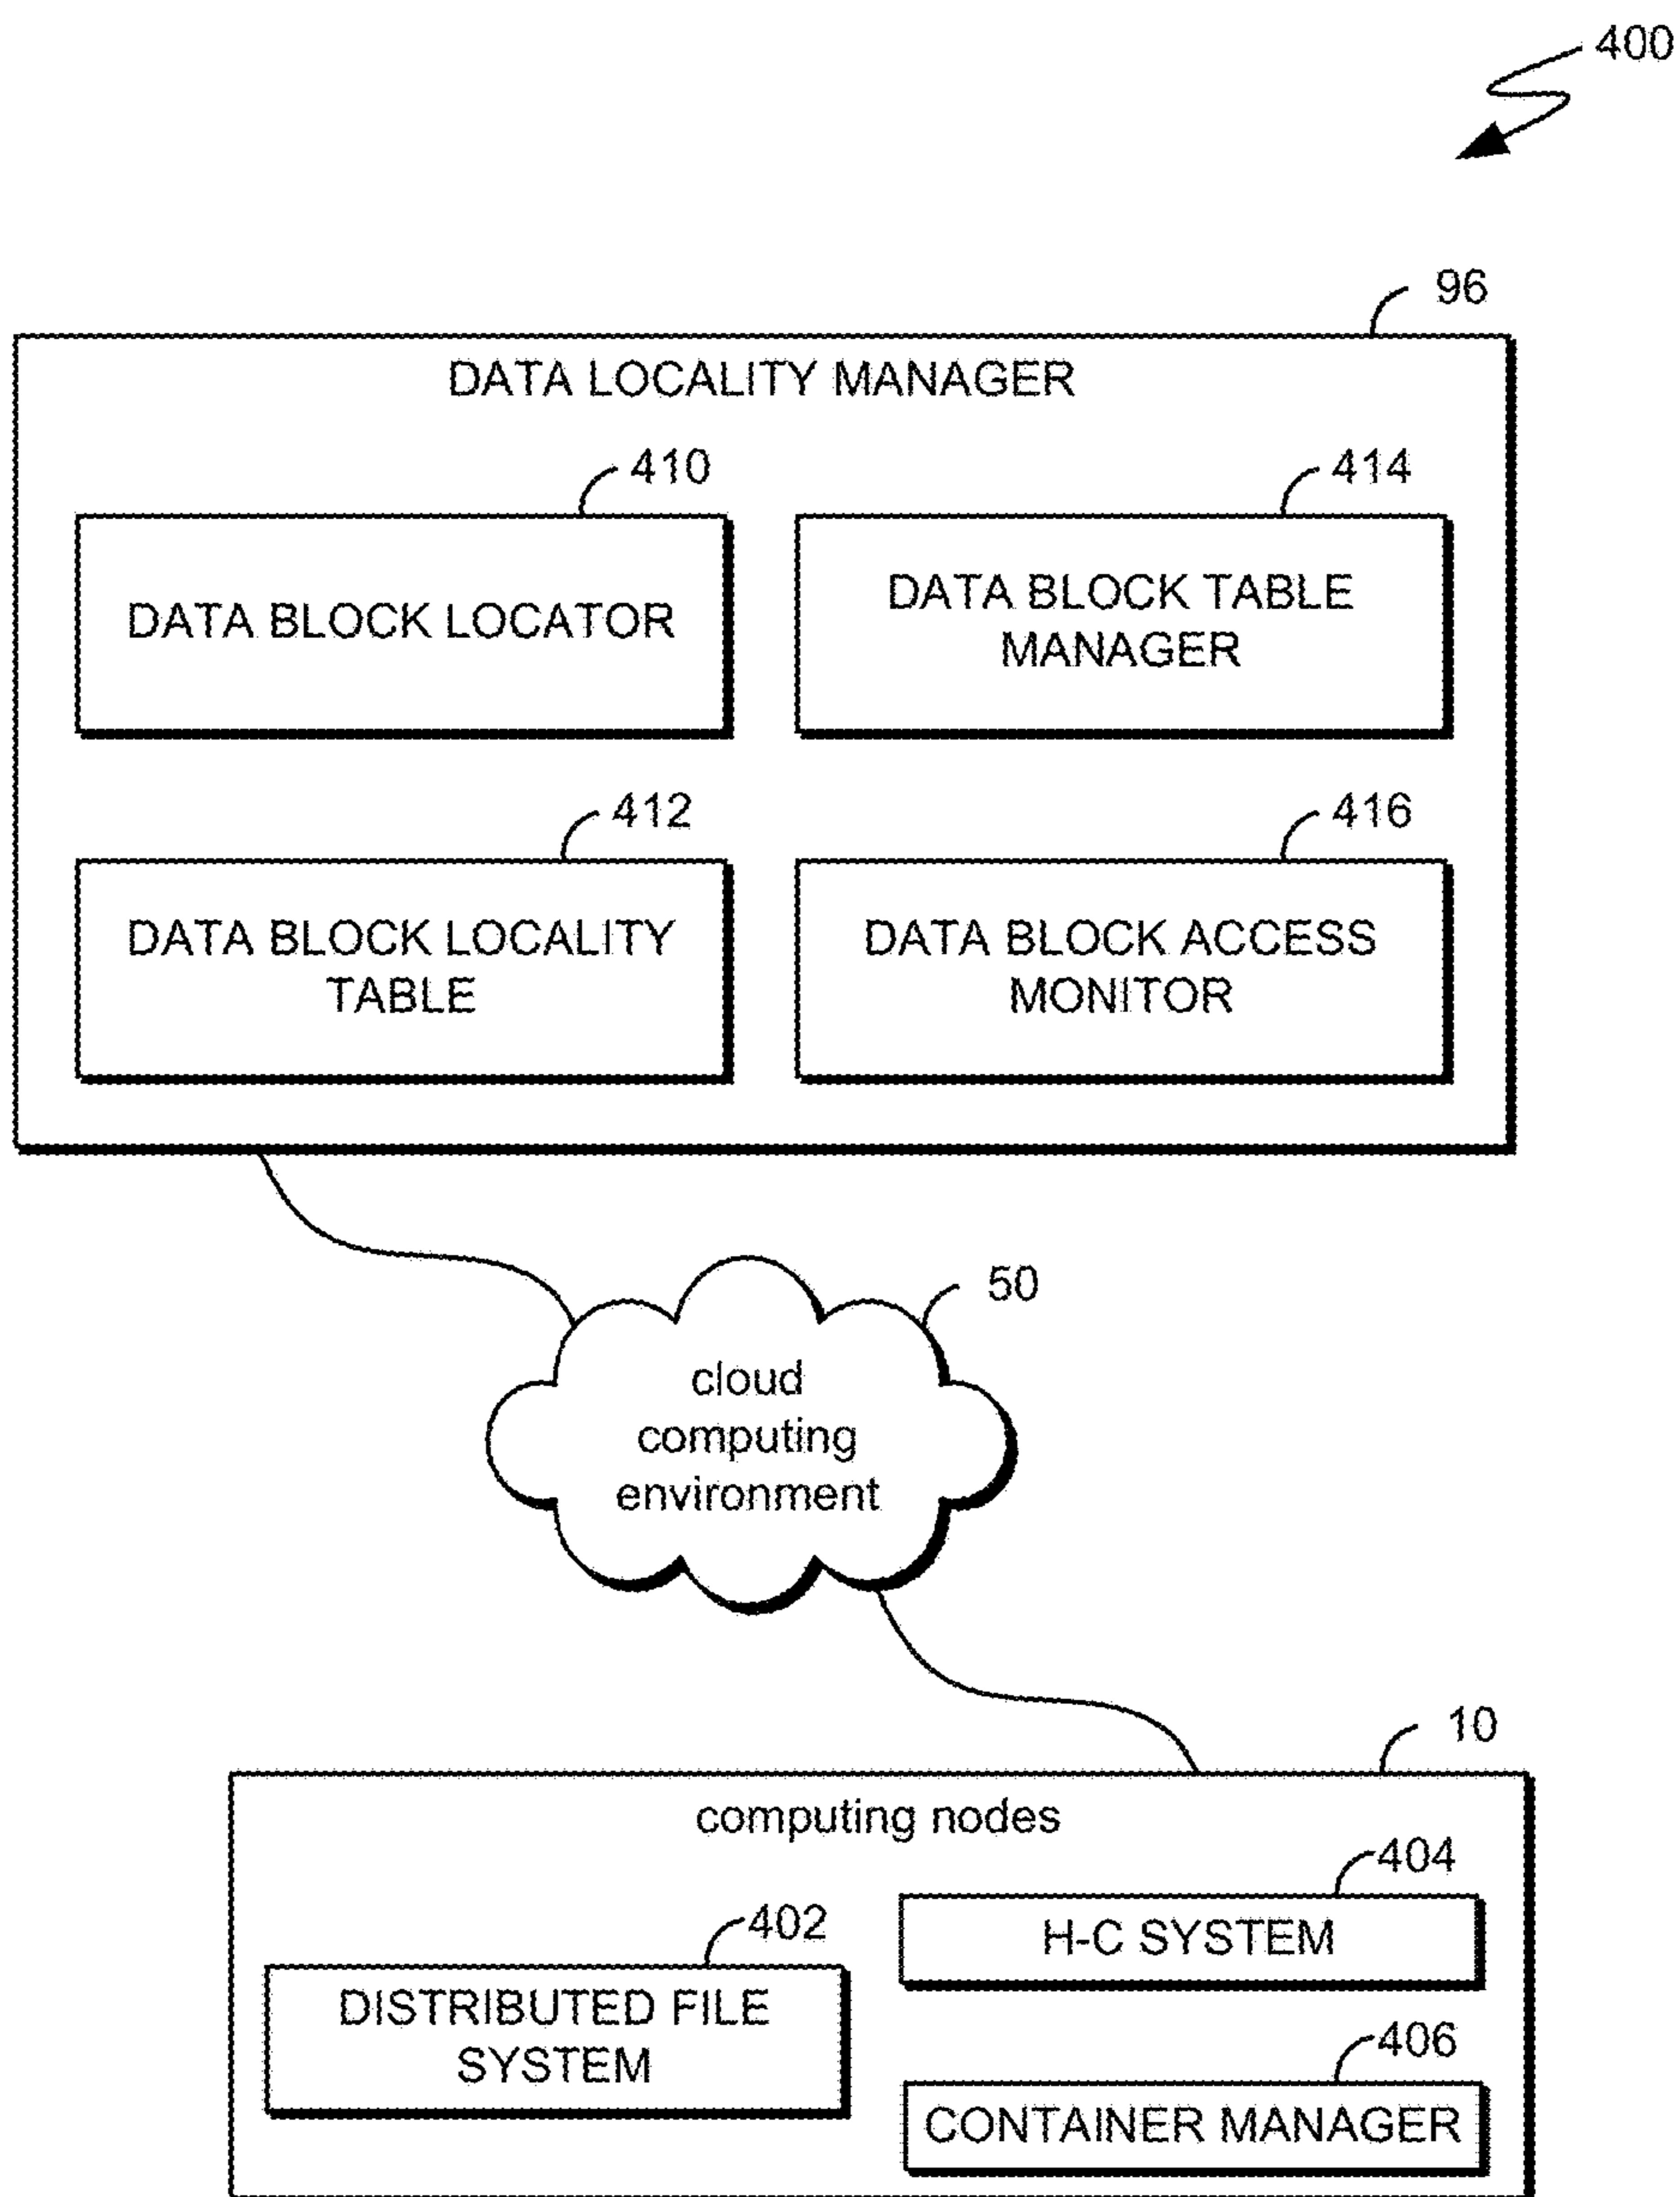 400
96
DATA LOCALITY MANAGER
410
414
DATA BLOCK LOCATOR
DATA BLOCK TABLE
MANAGER
412
416
DATA BLOCK LOCALITY
TABLE
DATA BLOCK ACCESS
MONITOR
50
cloud
computing
environment
10
computing nodes
404
H-C SYSTEM
402
DISTRIBUTED FILE
SYSTEM
406
CONTAINER MANAGER